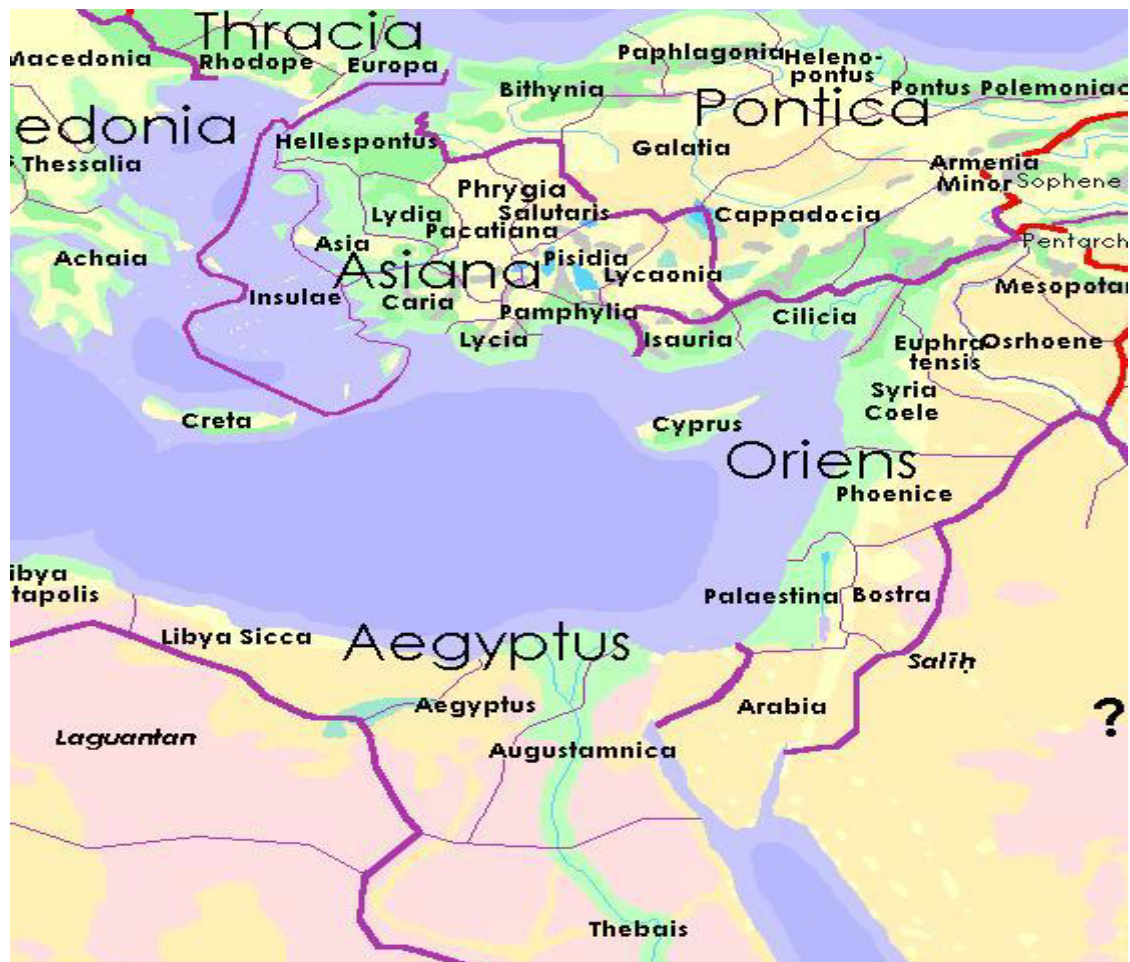 Thracia
Macedonia
Rhodope
Europa
Paphlagonia
Heleno-
pontus
Bithynia
Pontus Polemoniac
Pontica
edonia
Hellespontus
Galatia
Thessalia
Armenia
Minor
Sophene
Phrygia
Salutaris
Lydia
Pacatiana
Cappadocia
Asia
Achaia
Asiana
Pisidia
Lycaonia
Pentarch
Insulae
Caria
Pamphylia
Mesopotar
Cilicia
Lycia
Isauria
Euphra
tensis
Osrhoene
Syria
Coele
Creta
Cyprus
Oriens
Phoenice
ibya
tapolis
Palaestina
Bostra
Libya Sicca
Aegyptus
Salīḥ
Aegyptus
Arabia
?
Laguantan
Augustamnica
Thebais